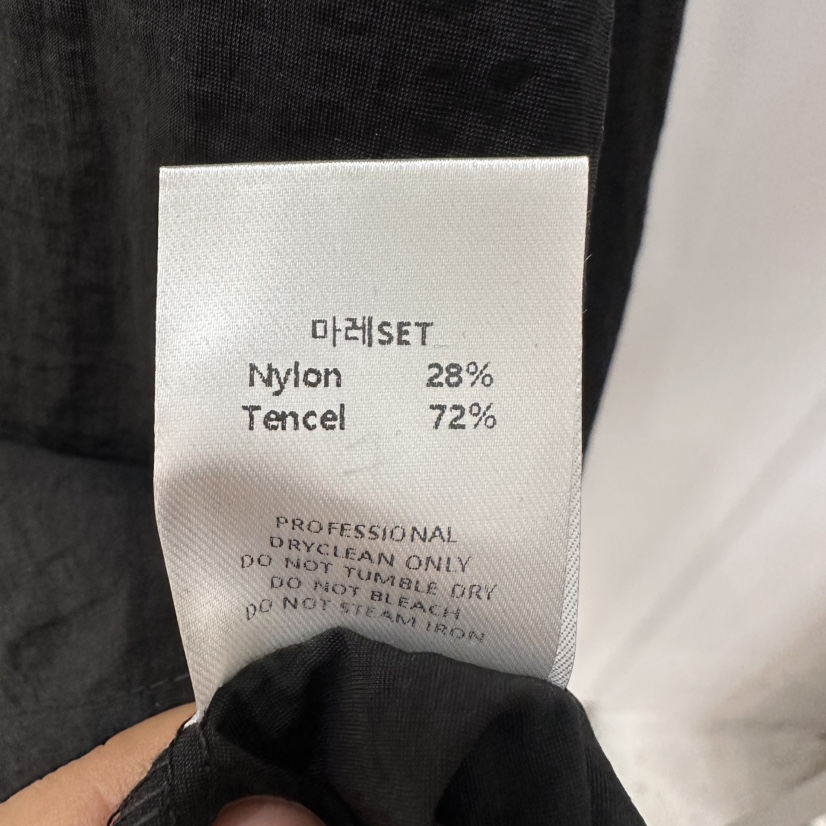 마레SET
Nylon 28%
Tencel 72%
PROFESSIONAL
DRYCLEAN ONLY
DO NOT TUMBLE DRY
DO NOT BLEACH
DO NOT STEAM IRON